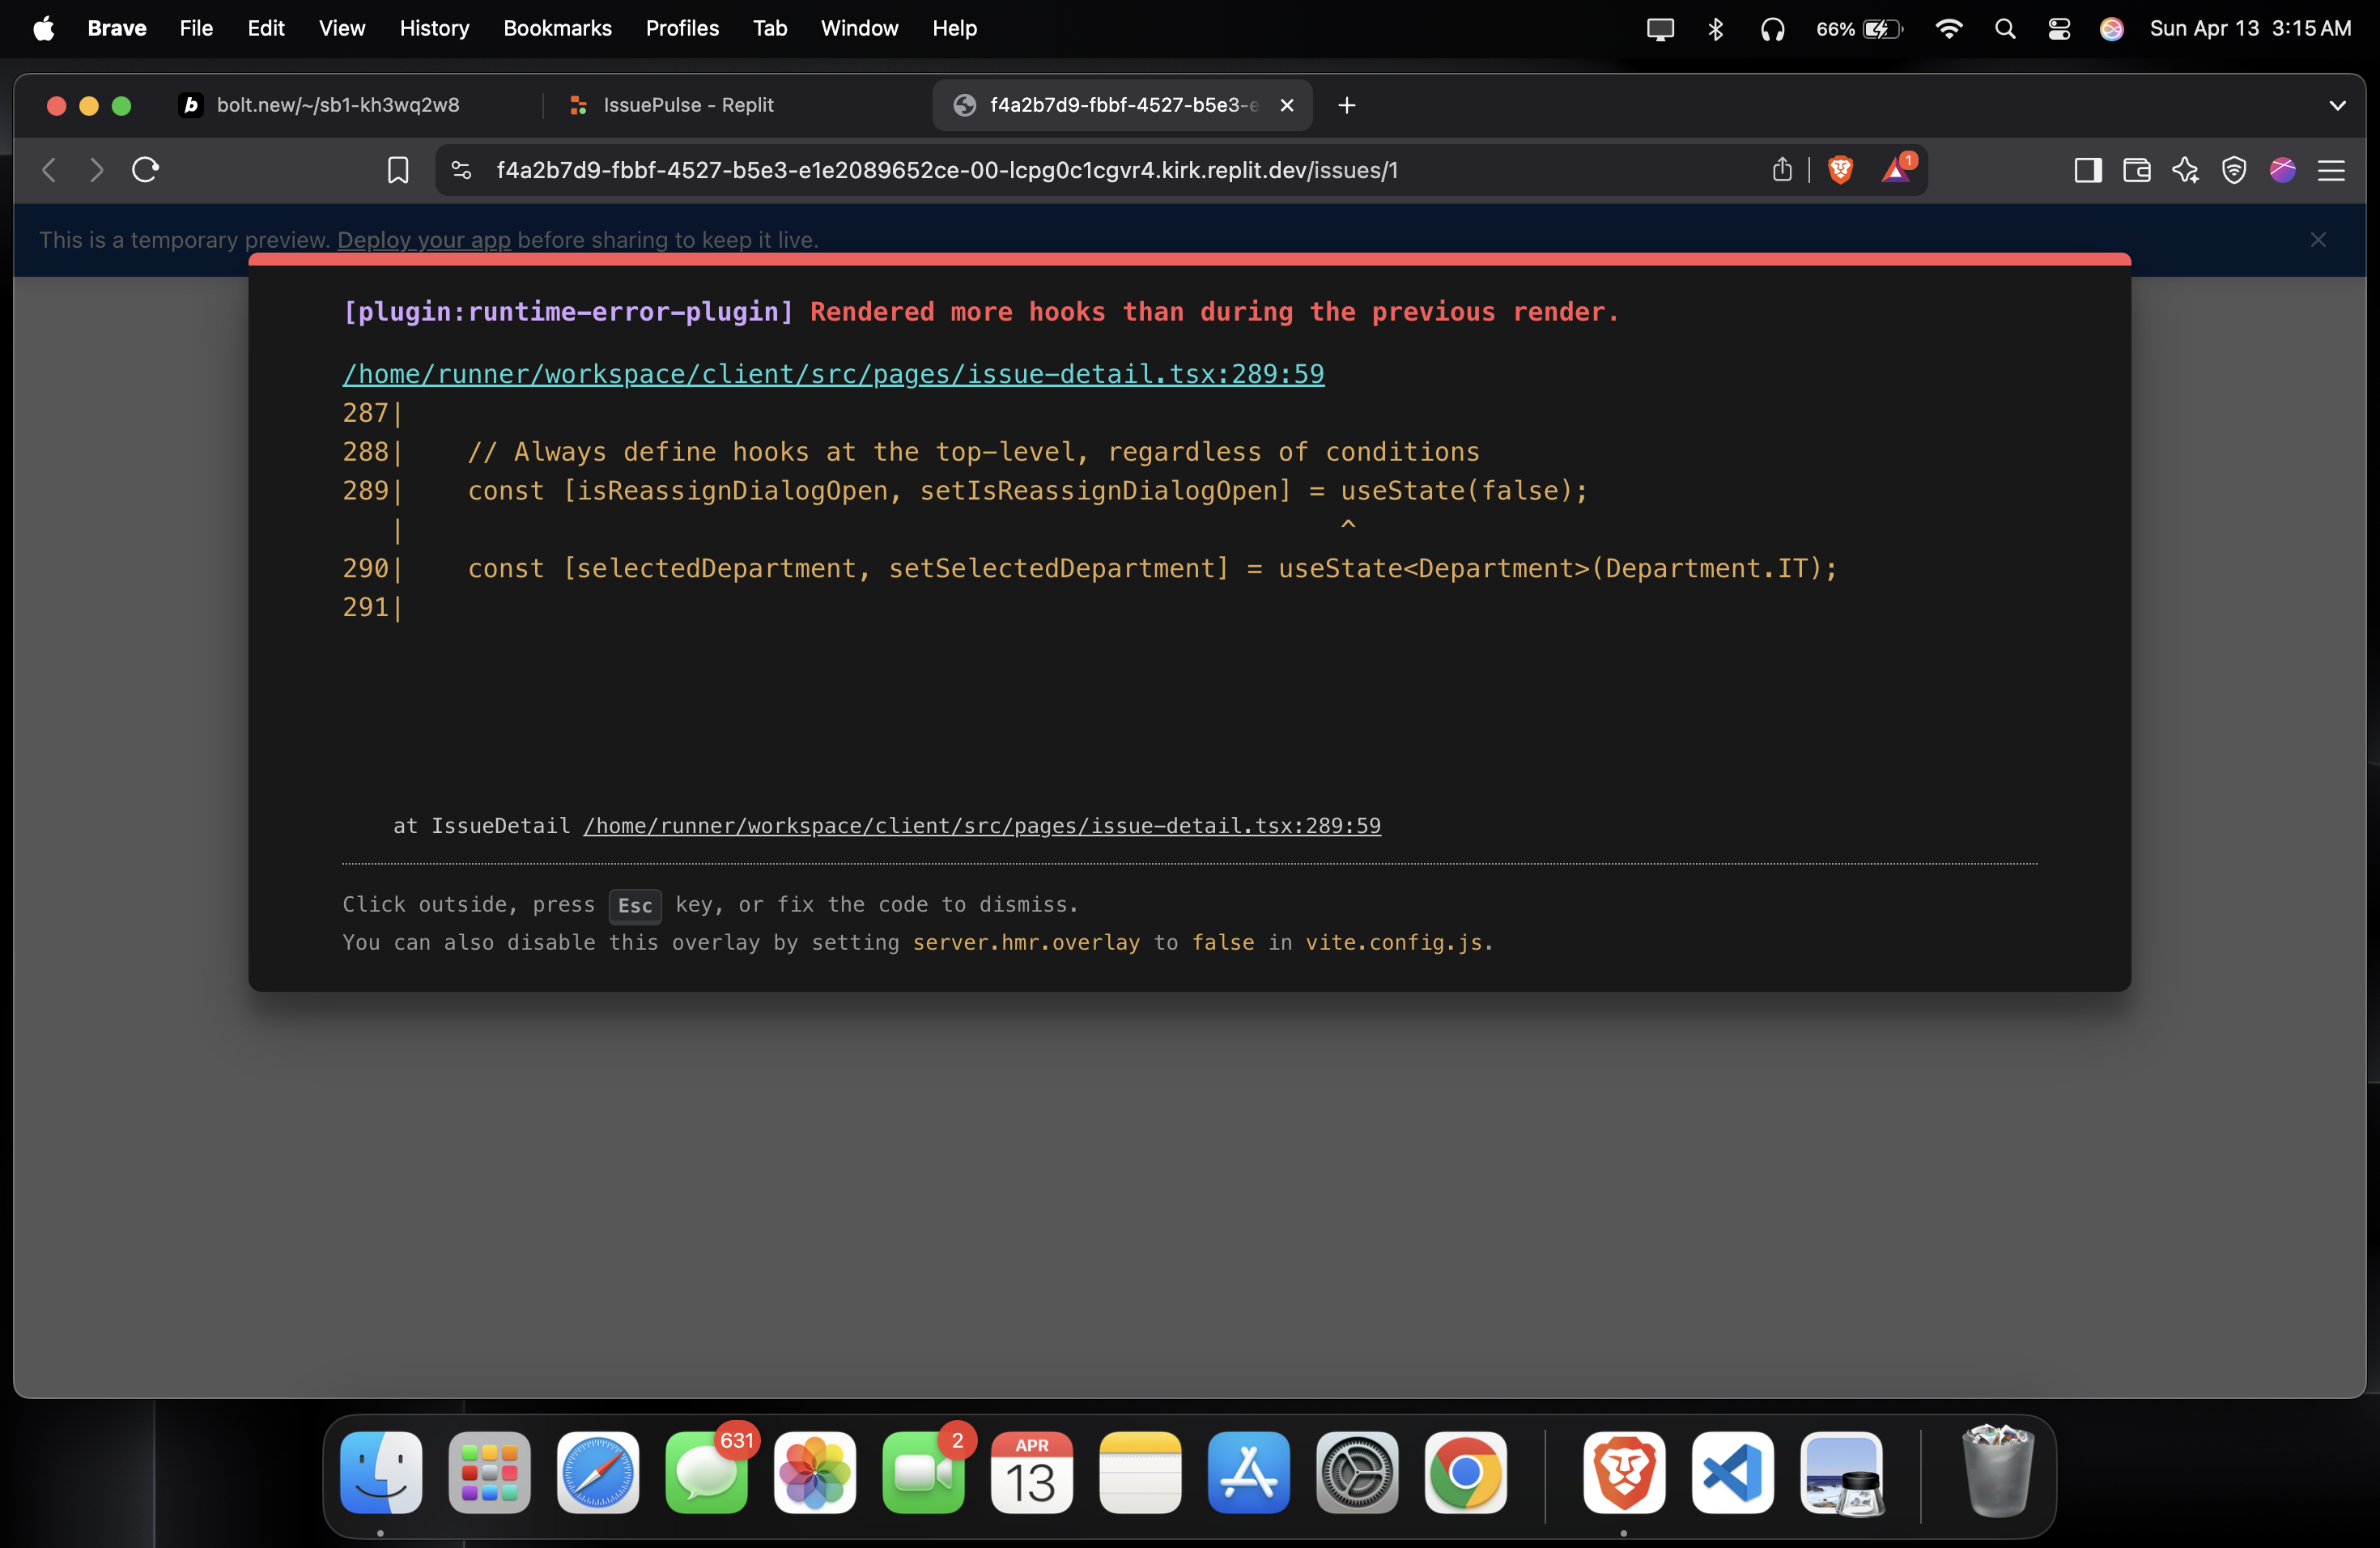 Brave File Edit View History Bookmarks Profiles Tab Window Help 66% Sun Apr 13 3:15 AM
bolt.new/~/sb1-kh3wq2w8 IssuePulse - Replit f4a2b7d9-fbbf-4527-b5e3-e
f4a2b7d9-fbbf-4527-b5e3-e1e2089652ce-00-lcpg0c1cgvr4.kirk.replit.dev/issues/1 1
This is a temporary preview. Deploy your app before sharing to keep it live.
[plugin:runtime-error-plugin] Rendered more hooks than during the previous render.
/home/runner/workspace/client/src/pages/issue-detail.tsx:289:59
287|
288|    // Always define hooks at the top-level, regardless of conditions
289|    const [isReassignDialogOpen, setIsReassignDialogOpen] = useState(false);
   |                                                            ^
290|    const [selectedDepartment, setSelectedDepartment] = useState<Department>(Department.IT);
291|
at IssueDetail /home/runner/workspace/client/src/pages/issue-detail.tsx:289:59
Click outside, press Esc key, or fix the code to dismiss.
You can also disable this overlay by setting server.hmr.overlay to false in vite.config.js.
631 2 APR
13